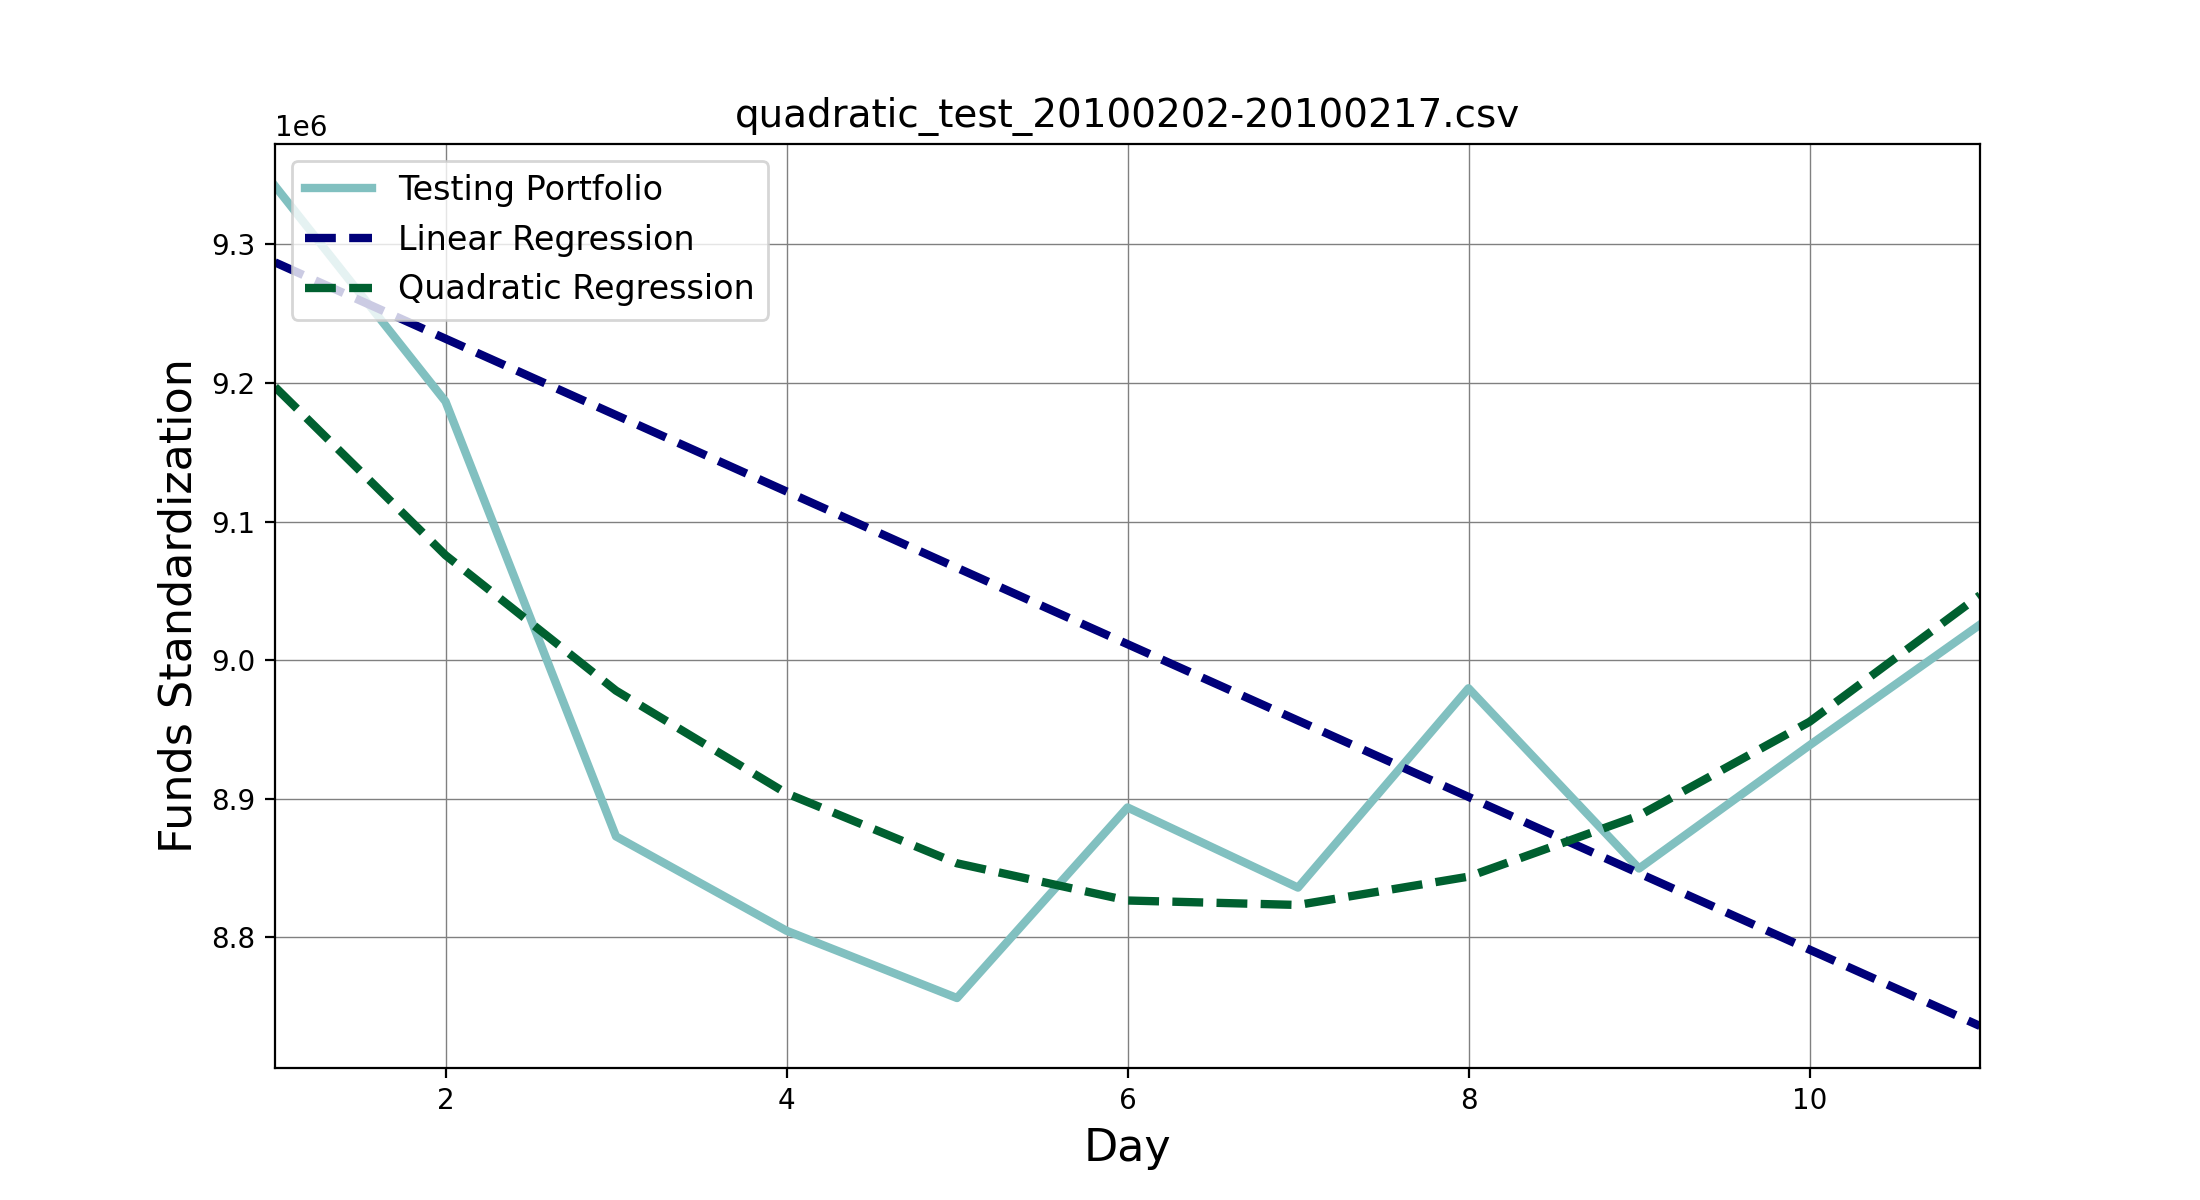 quadratic_test_20100202-20100217.csv
1e6
Testing Portfolio
Linear Regression
Quadratic Regression
9.3
9.2
9.1
9.0
8.9
8.8
Funds Standardization
2
4
6
8
10
Day